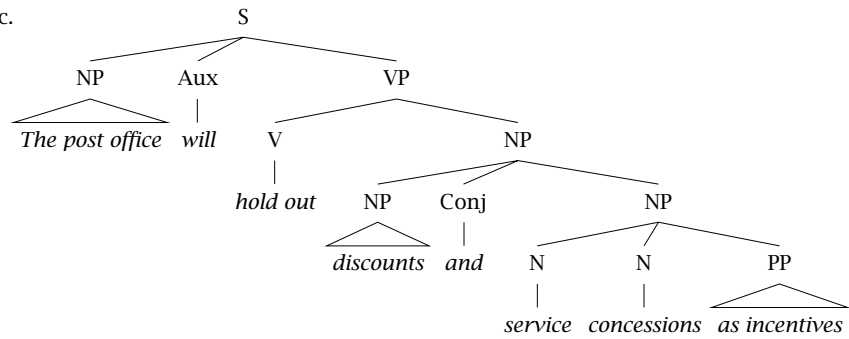 c. S
NP Aux VP
The post office will V NP
hold out NP Conj NP
discounts and N N PP
service concessions as incentives